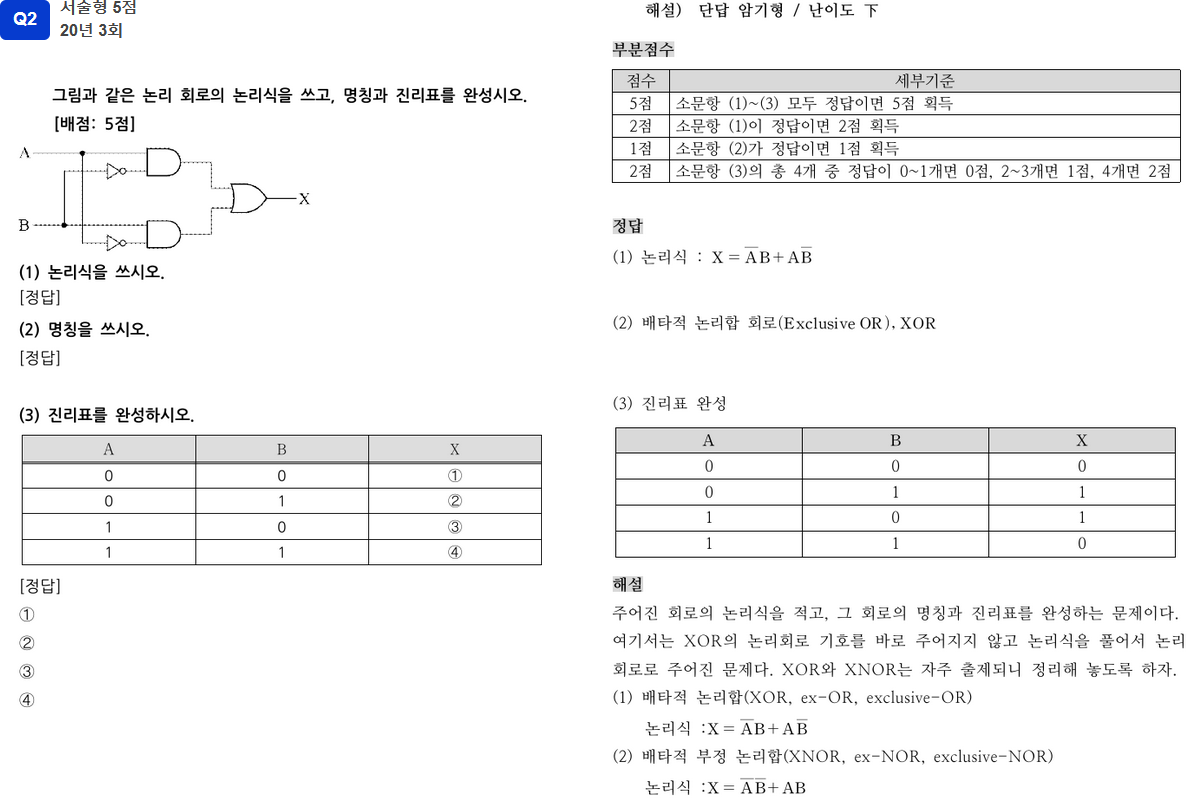 Q2
서술형 5점
20년 3회
그림과 같은 논리 회로의 논리식을 쓰고, 명칭과 진리표를 완성시오.
[배점: 5점]
A
B
X
(1) 논리식을 쓰시오.
[정답]
(2) 명칭을 쓰시오.
[정답]
(3) 진리표를 완성하시오.
A B X
0 0 ①
0 1 ②
1 0 ③
1 1 ④
[정답]
①
②
③
④
해설) 단답 암기형 / 난이도 下
부분점수
점수 세부기준
5점 소문항 (1)~(3) 모두 정답이면 5점 획득
2점 소문항 (1)이 정답이면 2점 획득
1점 소문항 (2)가 정답이면 1점 획득
2점 소문항 (3)의 총 4개 중 정답이 0~1개면 0점, 2~3개면 1점, 4개면 2점
정답
(1) 논리식 : X = A̅B + AB̅
(2) 배타적 논리합 회로(Exclusive OR), XOR
(3) 진리표 완성
A B X
0 0 0
0 1 1
1 0 1
1 1 0
해설
주어진 회로의 논리식을 적고, 그 회로의 명칭과 진리표를 완성하는 문제이다.
여기서는 XOR의 논리회로 기호를 바로 주어지지 않고 논리식을 풀어서 논리
회로로 주어진 문제다. XOR와 XNOR는 자주 출제되니 정리해 놓도록 하자.
(1) 배타적 논리합(XOR, ex-OR, exclusive-OR)
논리식 :X = A̅B + AB̅
(2) 배타적 부정 논리합(XNOR, ex-NOR, exclusive-NOR)
논리식 :X = A̅B̅ + AB